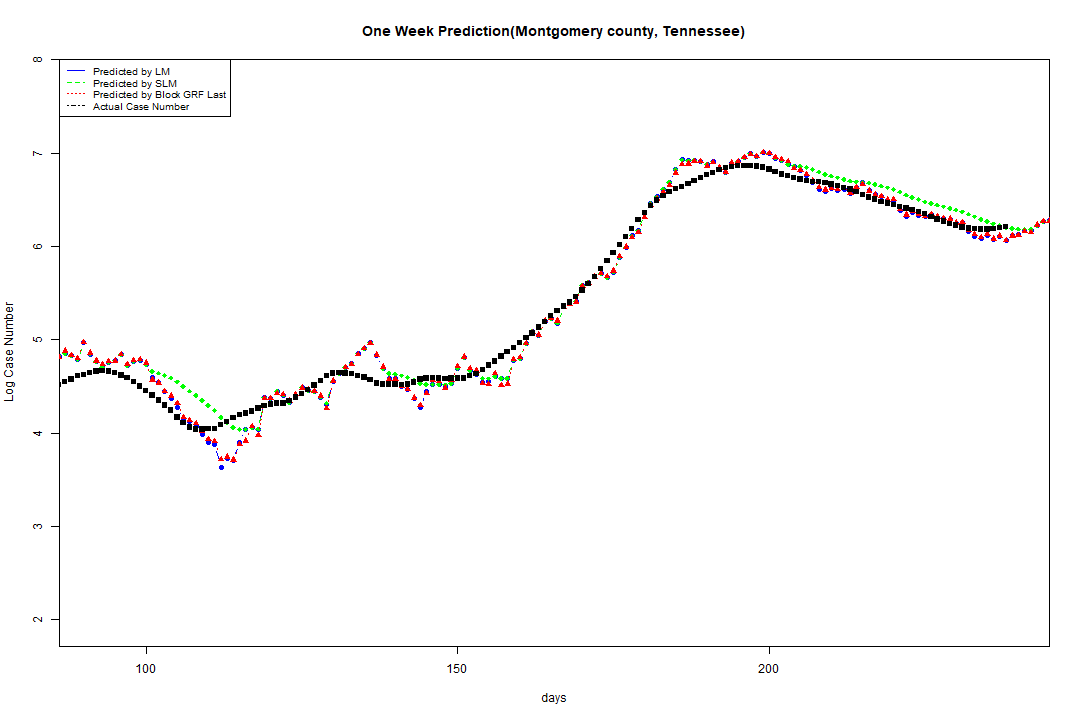 One Week Prediction(Montgomery county, Tennessee)
Predicted by LM
Predicted by SLM
Predicted by Block GRF Last
Actual Case Number
8
7
6
5
4
3
2
Log Case Number
100
150
200
days